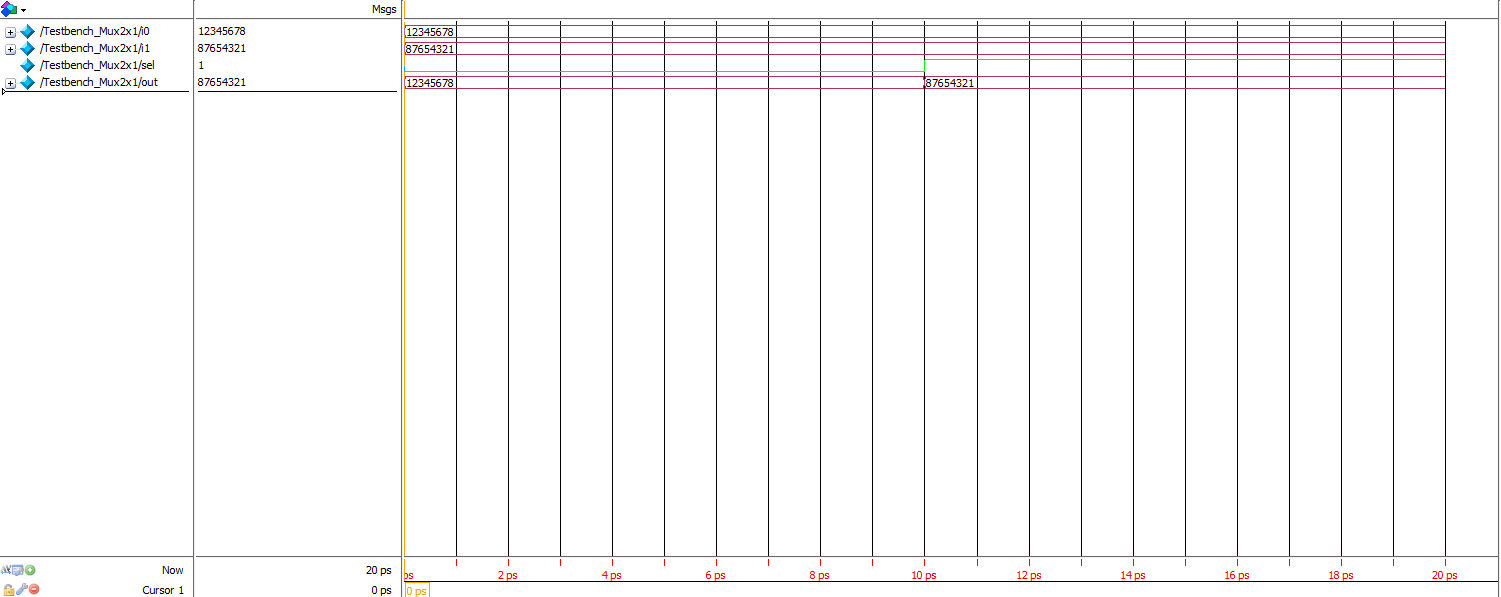 Msgs
/Testbench_Mux2x1/i0 12345678 12345678
/Testbench_Mux2x1/i1 87654321 87654321
/Testbench_Mux2x1/sel 1
/Testbench_Mux2x1/out 87654321 12345678 87654321
Now 20 ps ps 2 ps 4 ps 6 ps 8 ps 10 ps 12 ps 14 ps 16 ps 18 ps 20 ps
Cursor 1 0 ps 0 ps